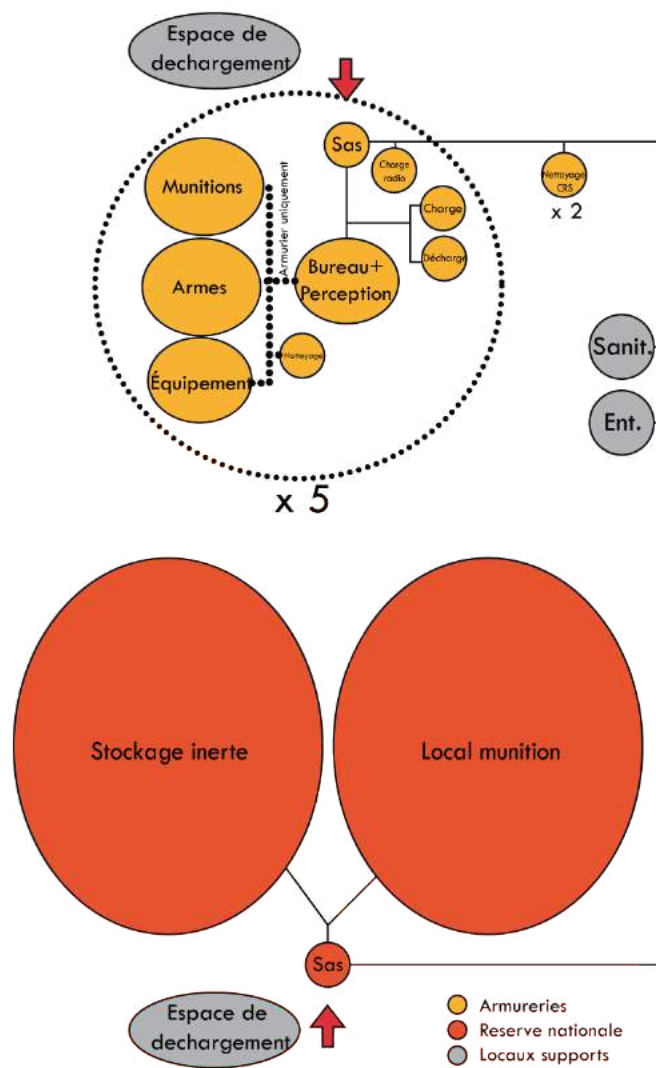 Espace de
dechargement
Sas
Charge
radio
Nettoyage
CRS
x 2
Munitions
Armurier uniquement
Charge
Décharge
Armes
Bureau+
Perception
Équipement
Nettoyage
Sanit.
Ent.
x 5
Stockage inerte
Local munition
Sas
Espace de
dechargement
Armureries
Reserve nationale
Locaux supports